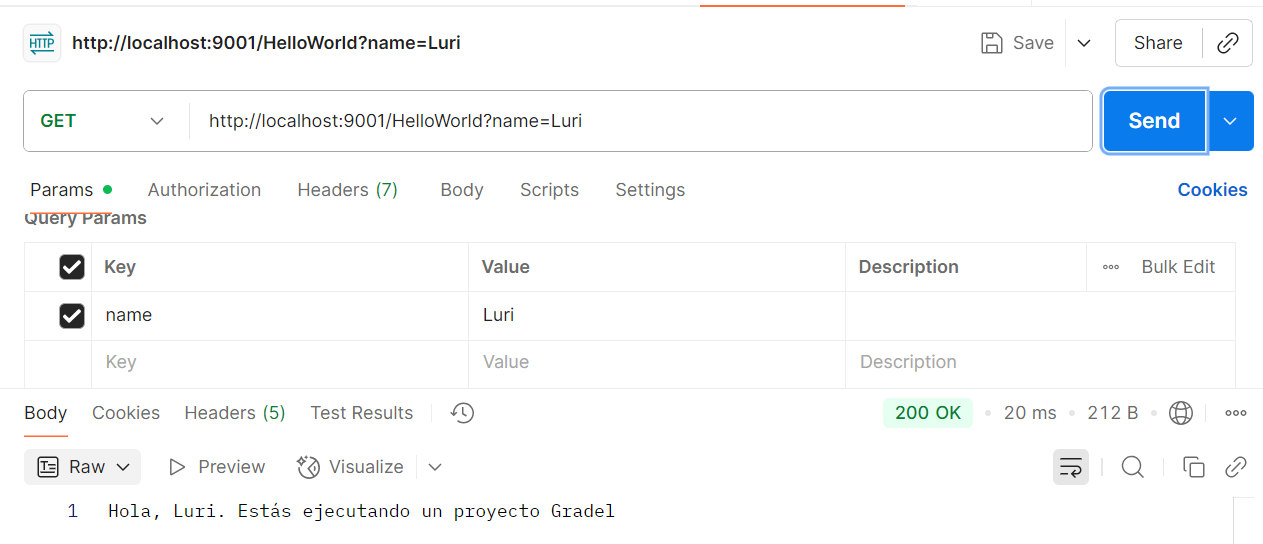 HTTP http://localhost:9001/HelloWorld?name=Luri Save Share
GET http://localhost:9001/HelloWorld?name=Luri Send
Params Authorization Headers (7) Body Scripts Settings Cookies
Query Params
Key Value Description Bulk Edit
name Luri
Key Value Description
Body Cookies Headers (5) Test Results 200 OK 20 ms 212 B
Raw Preview Visualize
1 Hola, Luri. Estás ejecutando un proyecto Gradel